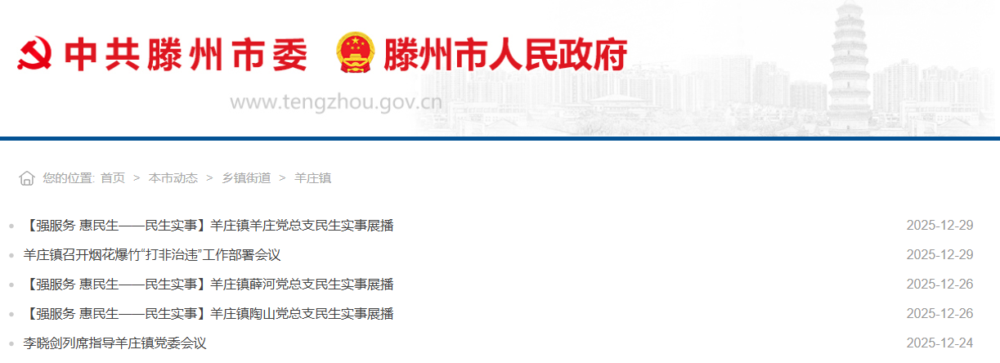 中共滕州市委 滕州市人民政府
www.tengzhou.gov.cn
您的位置: 首页 > 本市动态 > 乡镇街道 > 羊庄镇
【强服务 惠民生——民生实事】羊庄镇羊庄党总支民生实事展播 2025-12-29
羊庄镇召开烟花爆竹“打非治违”工作部署会议 2025-12-29
【强服务 惠民生——民生实事】羊庄镇薛河党总支民生实事展播 2025-12-26
【强服务 惠民生——民生实事】羊庄镇陶山党总支民生实事展播 2025-12-26
李晓剑列席指导羊庄镇党委会议 2025-12-24